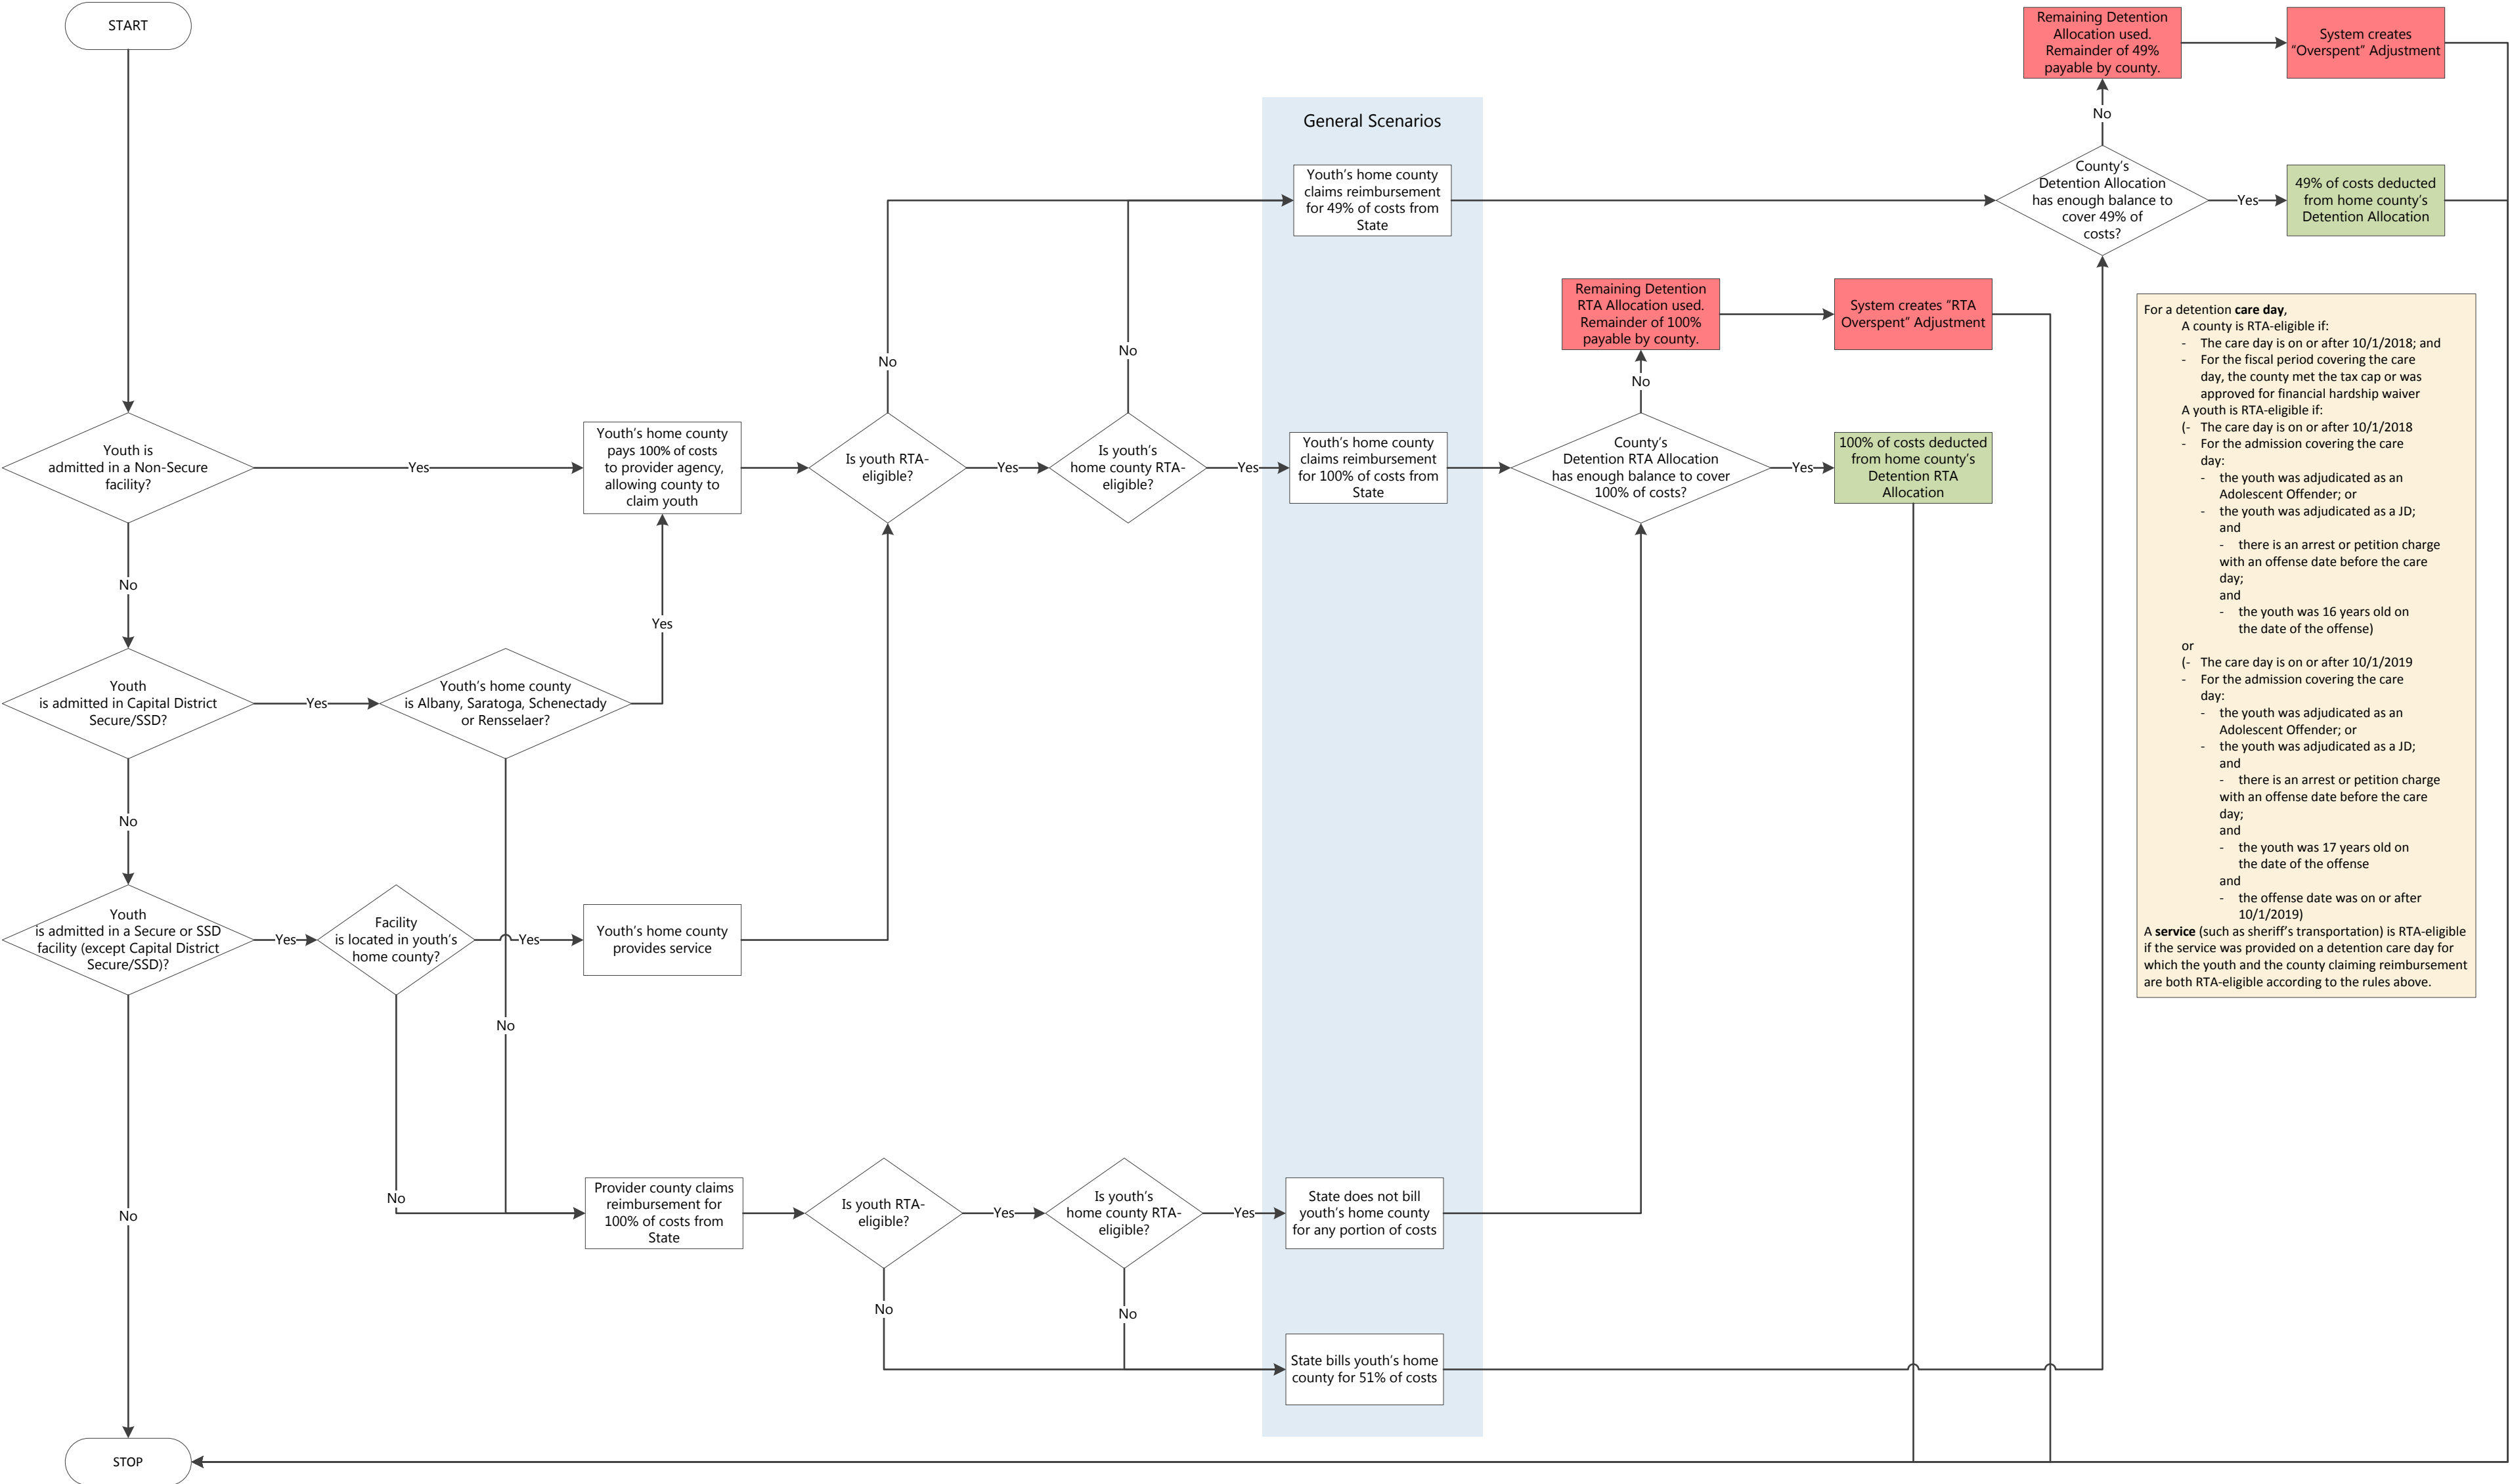 START
Remaining Detention
Allocation used.
Remainder of 49%
payable by county.
System creates
"Overspent" Adjustment
No
General Scenarios
Youth's home county
claims reimbursement
for 49% of costs from
State
County's
Detention Allocation
has enough balance to
cover 49% of
costs?
Yes
49% of costs deducted
from home county's
Detention Allocation
Remaining Detention
RTA Allocation used.
Remainder of 100%
payable by county.
System creates "RTA
Overspent" Adjustment
No
No
No
Youth is
admitted in a Non-Secure
facility?
Yes
Youth's home county
pays 100% of costs
to provider agency,
allowing county to
claim youth
Is youth RTA-
eligible?
Yes
Is youth's
home county RTA-
eligible?
Yes
Youth's home county
claims reimbursement
for 100% of costs from
State
County's
Detention RTA Allocation
has enough balance to cover
100% of costs?
Yes
100% of costs deducted
from home county's
Detention RTA
Allocation
No
Yes
Youth
is admitted in Capital District
Secure/SSD?
Yes
Youth's home county
is Albany, Saratoga, Schenectady
or Rensselaer?
No
Youth
is admitted in a Secure or SSD
facility (except Capital District
Secure/SSD)?
Yes
Facility
is located in youth's
home county?
Yes
Youth's home county
provides service
No
No
No
Provider county claims
reimbursement for
100% of costs from
State
Is youth RTA-
eligible?
Yes
Is youth's
home county RTA-
eligible?
Yes
State does not bill
youth's home county
for any portion of costs
No
No
State bills youth's home
county for 51% of costs
STOP
For a detention care day,
A county is RTA-eligible if:
- The care day is on or after 10/1/2018; and
- For the fiscal period covering the care
day, the county met the tax cap or was
approved for financial hardship waiver
A youth is RTA-eligible if:
(- The care day is on or after 10/1/2018
- For the admission covering the care
day:
- the youth was adjudicated as an
Adolescent Offender; or
- the youth was adjudicated as a JD;
and
- there is an arrest or petition charge
with an offense date before the care
day;
and
- the youth was 16 years old on
the date of the offense)
or
(- The care day is on or after 10/1/2019
- For the admission covering the care
day:
- the youth was adjudicated as an
Adolescent Offender; or
- the youth was adjudicated as a JD;
and
- there is an arrest or petition charge
with an offense date before the care
day;
and
- the youth was 17 years old on
the date of the offense
and
- the offense date was on or after
10/1/2019)
A service (such as sheriff's transportation) is RTA-eligible
if the service was provided on a detention care day for
which the youth and the county claiming reimbursement
are both RTA-eligible according to the rules above.